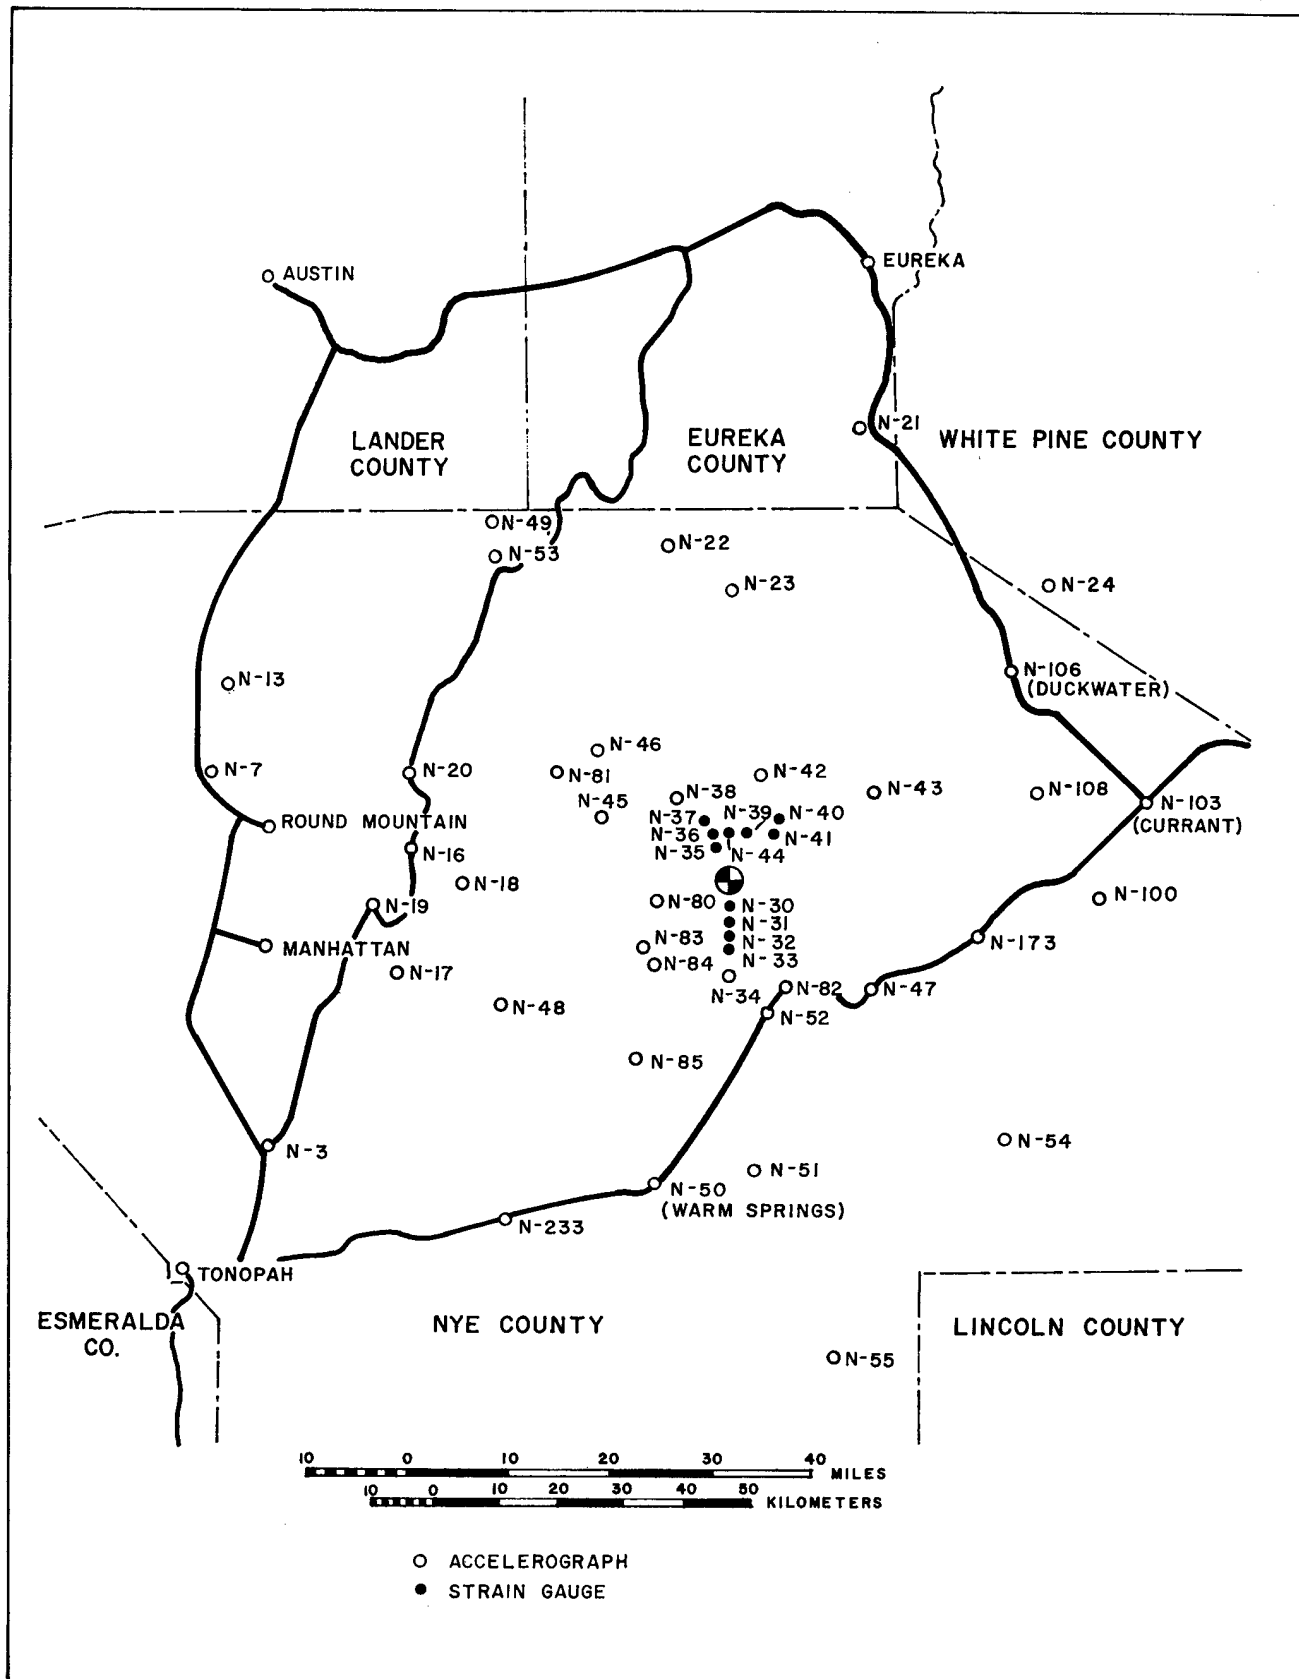 AUSTIN
EUREKA
N-21
LANDER
COUNTY
EUREKA
COUNTY
WHITE PINE COUNTY
N-49
N-53
N-22
N-23
N-24
N-13
N-106
(DUCKWATER)
N-46
N-7
N-20
N-81
N-42
N-45
N-38
N-43
N-108
N-103
(CURRANT)
ROUND MOUNTAIN
N-37
N-39
N-40
N-36
N-41
N-35
N-44
N-16
N-18
N-19
N-80
N-30
N-31
N-32
N-33
N-100
MANHATTAN
N-83
N-84
N-173
N-17
N-34
N-82
N-47
N-48
N-52
N-85
N-3
N-54
N-51
N-50
(WARM SPRINGS)
N-233
TONOPAH
ESMERALDA
CO.
NYE COUNTY
LINCOLN COUNTY
N-55
10 0 10 20 30 40 MILES
10 0 10 20 30 40 50 KILOMETERS
ACCELEROGRAPH
STRAIN GAUGE